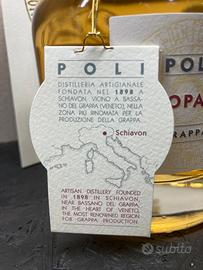 POLI
DISTILLERIA ARTIGIANALE
FONDATA NEL 1898 A
SCHIAVON, VICINO A BASSA-
NO DEL GRAPPA (VENETO), NELLA
ZONA PIÙ RINOMATA PER LA
PRODUZIONE DELLA GRAPPA.
Schiavon
ARTISAN DISTILLERY FOUNDED
IN 1898 IN SCHIAVON,
NEAR BASSANO DEL GRAPPA,
IN THE HEART OF VENETO,
THE MOST RENOWNED REGION
FOR GRAPPA PRODUCTION.
POLI
OPA
GRAPPA
subito